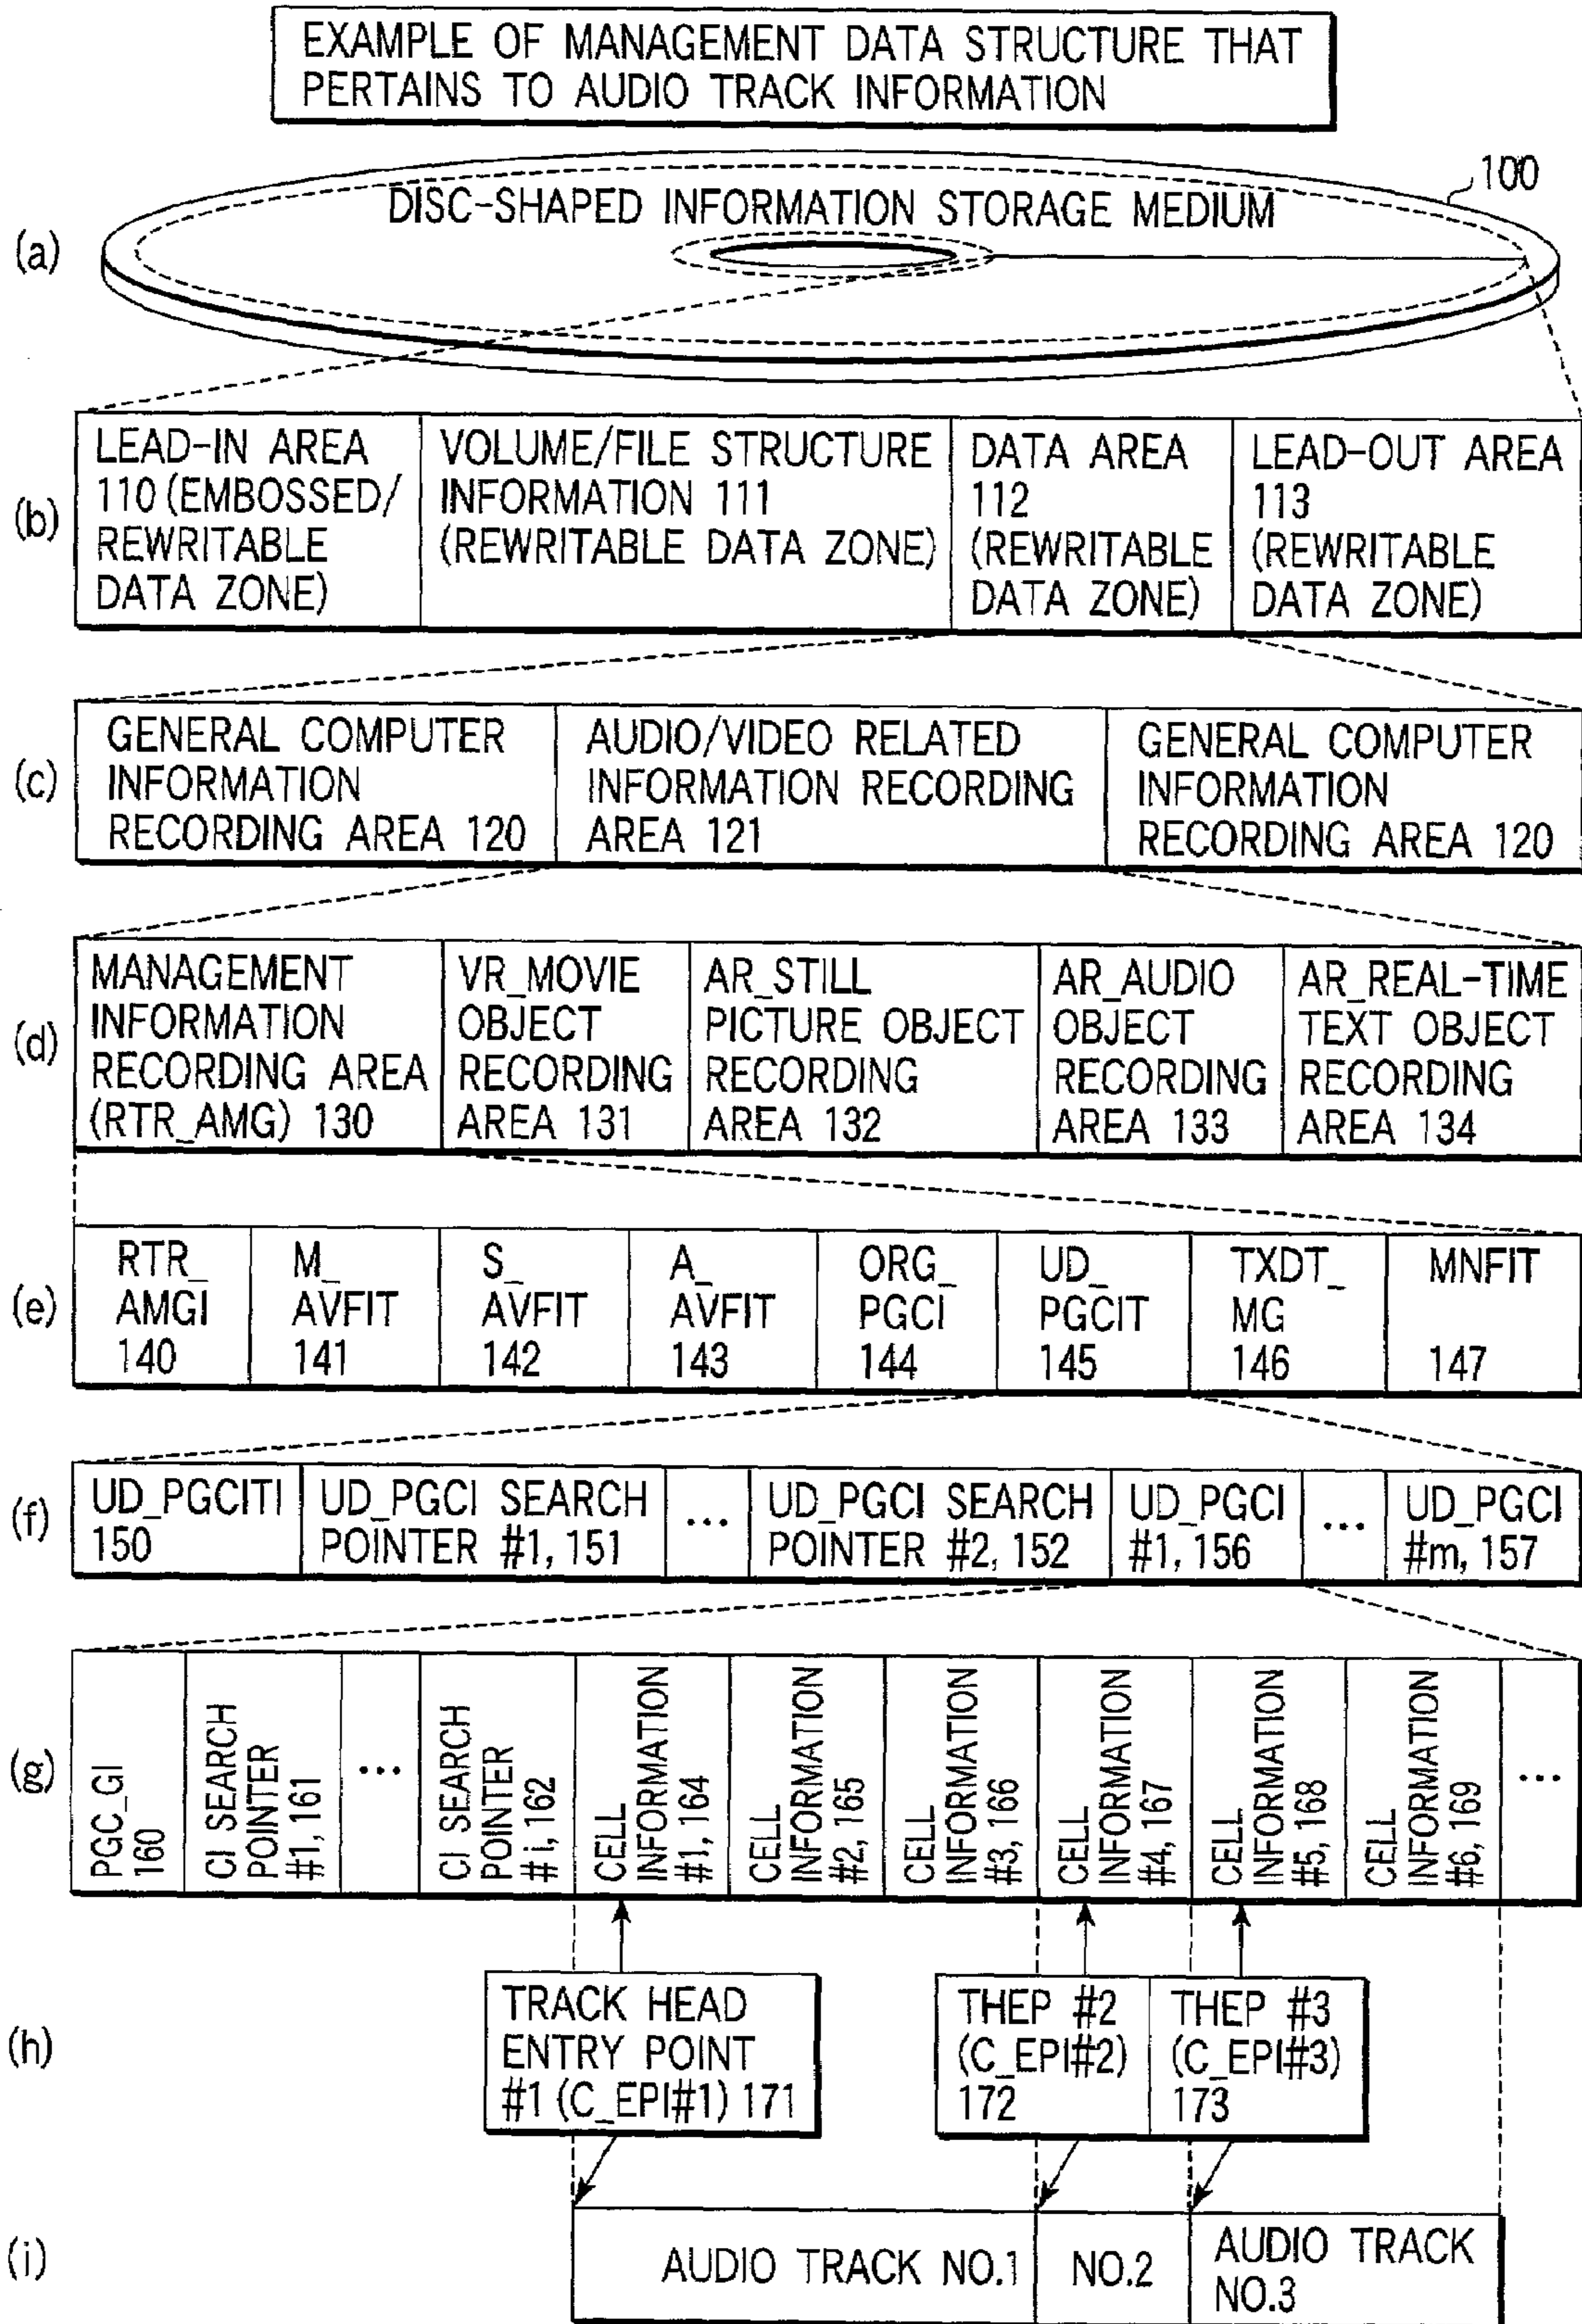 EXAMPLE OF MANAGEMENT DATA STRUCTURE THAT
PERTAINS TO AUDIO TRACK INFORMATION
100
DISC-SHAPED INFORMATION STORAGE MEDIUM
(a)
(b)
LEAD-IN AREA
110 (EMBOSSED/
REWRITABLE
DATA ZONE)
VOLUME/FILE STRUCTURE
INFORMATION 111
(REWRITABLE DATA ZONE)
DATA AREA
112
(REWRITABLE
DATA ZONE)
LEAD-OUT AREA
113
(REWRITABLE
DATA ZONE)
(c)
GENERAL COMPUTER
INFORMATION
RECORDING AREA 120
AUDIO/VIDEO RELATED
INFORMATION RECORDING
AREA 121
GENERAL COMPUTER
INFORMATION
RECORDING AREA 120
(d)
MANAGEMENT
INFORMATION
RECORDING AREA
(RTR_AMG) 130
VR_MOVIE
OBJECT
RECORDING
AREA 131
AR_STILL
PICTURE OBJECT
RECORDING
AREA 132
AR_AUDIO
OBJECT
RECORDING
AREA 133
AR_REAL-TIME
TEXT OBJECT
RECORDING
AREA 134
(e)
RTR_
AMGI
140
M_
AVFIT
141
S_
AVFIT
142
A_
AVFIT
143
ORG_
PGCI
144
UD_
PGCIT
145
TXDT_
MG
146
MNFIT
147
(f)
UD_PGCITI
150
UD_PGCI SEARCH
POINTER #1, 151
...
UD_PGCI SEARCH
POINTER #2, 152
UD_PGCI
#1, 156
...
UD_PGCI
#m, 157
(g)
PGC_GI
160
CI SEARCH
POINTER
#1, 161
...
CI SEARCH
POINTER
#i, 162
CELL
INFORMATION
#1, 164
CELL
INFORMATION
#2, 165
CELL
INFORMATION
#3, 166
CELL
INFORMATION
#4, 167
CELL
INFORMATION
#5, 168
CELL
INFORMATION
#6, 169
...
(h)
TRACK HEAD
ENTRY POINT
#1 (C_EPI#1) 171
THEP #2
(C_EPI#2)
172
THEP #3
(C_EPI#3)
173
(i)
AUDIO TRACK NO.1
NO.2
AUDIO TRACK
NO.3